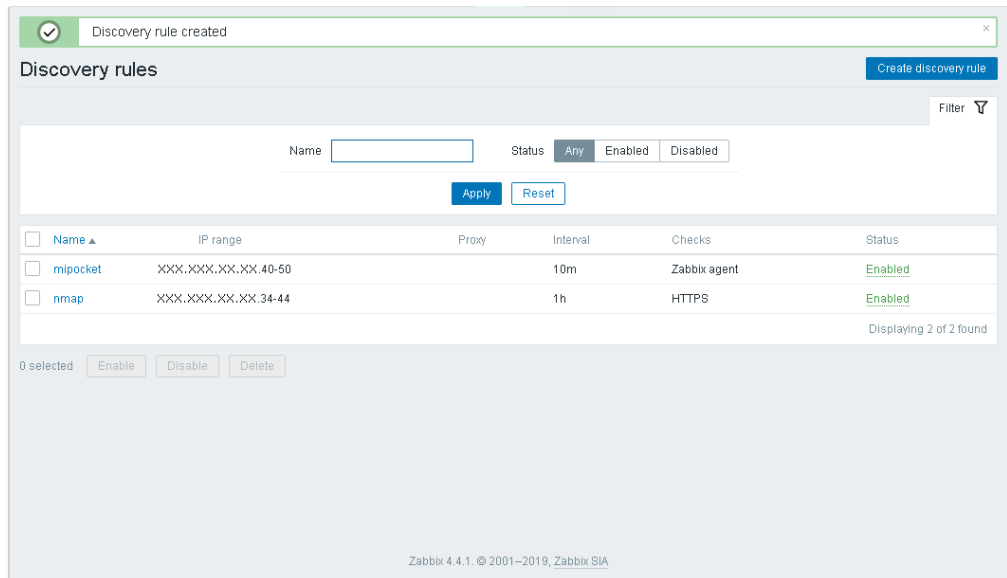 Discovery rule created ×
Discovery rules Create discovery rule
Filter
Name Status Any Enabled Disabled
Apply Reset
Name ▲ IP range Proxy Interval Checks Status
mipocket XXX.XXX.XX.XX.40-50 10m Zabbix agent Enabled
nmap XXX.XXX.XX.XX.34-44 1h HTTPS Enabled
Displaying 2 of 2 found
0 selected Enable Disable Delete
Zabbix 4.4.1. © 2001–2019, Zabbix SIA